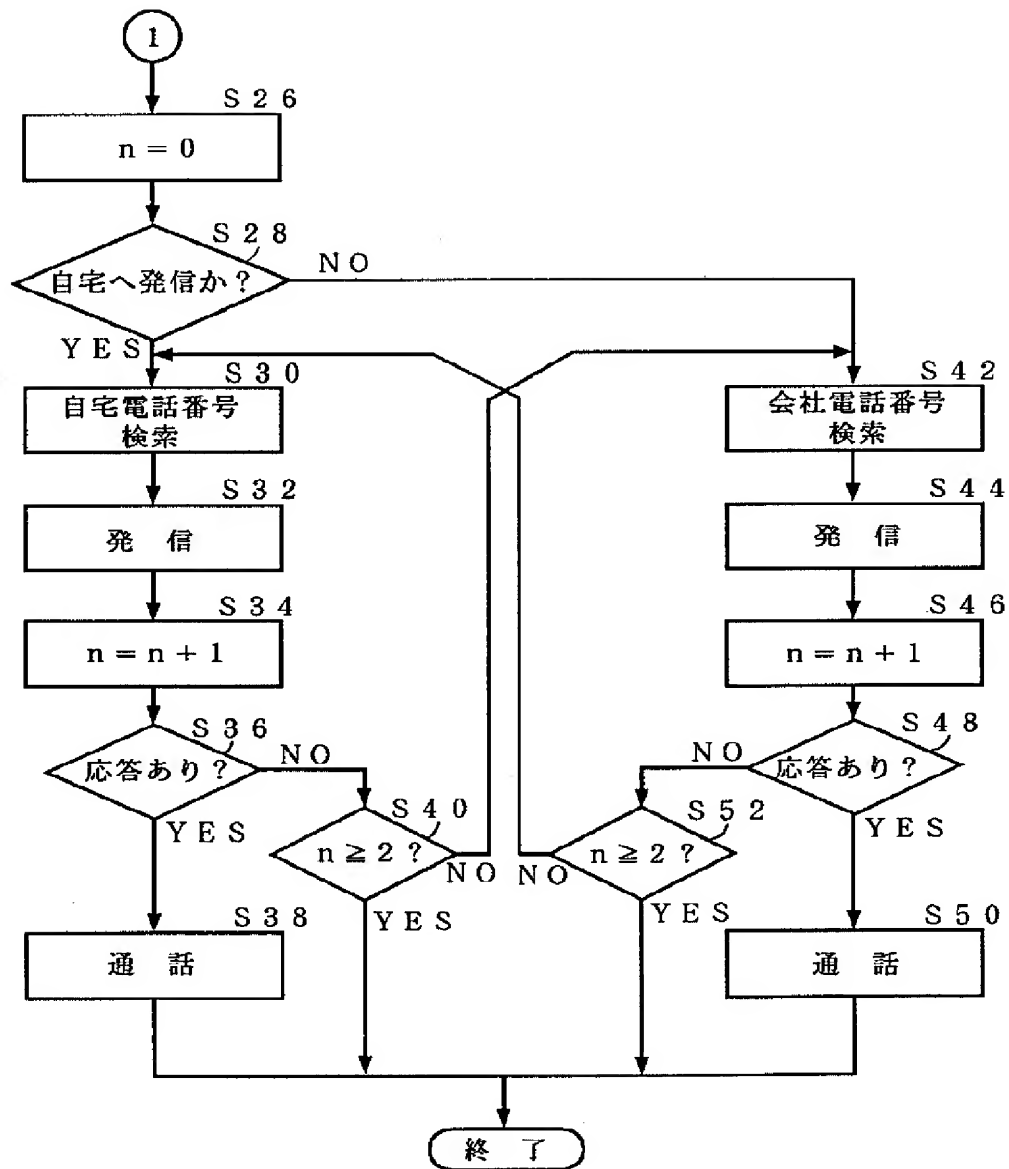 1
S26
n = 0
S28
自宅へ発信か?
NO
YES
S30
自宅電話番号
検索
S42
会社電話番号
検索
S32
発 信
S44
発 信
S34
n = n + 1
S46
n = n + 1
S36
応答あり?
NO
YES
S48
応答あり?
NO
YES
S40
n ≧ 2 ?
NO
YES
S52
n ≧ 2 ?
NO
YES
S38
通 話
S50
通 話
終 了